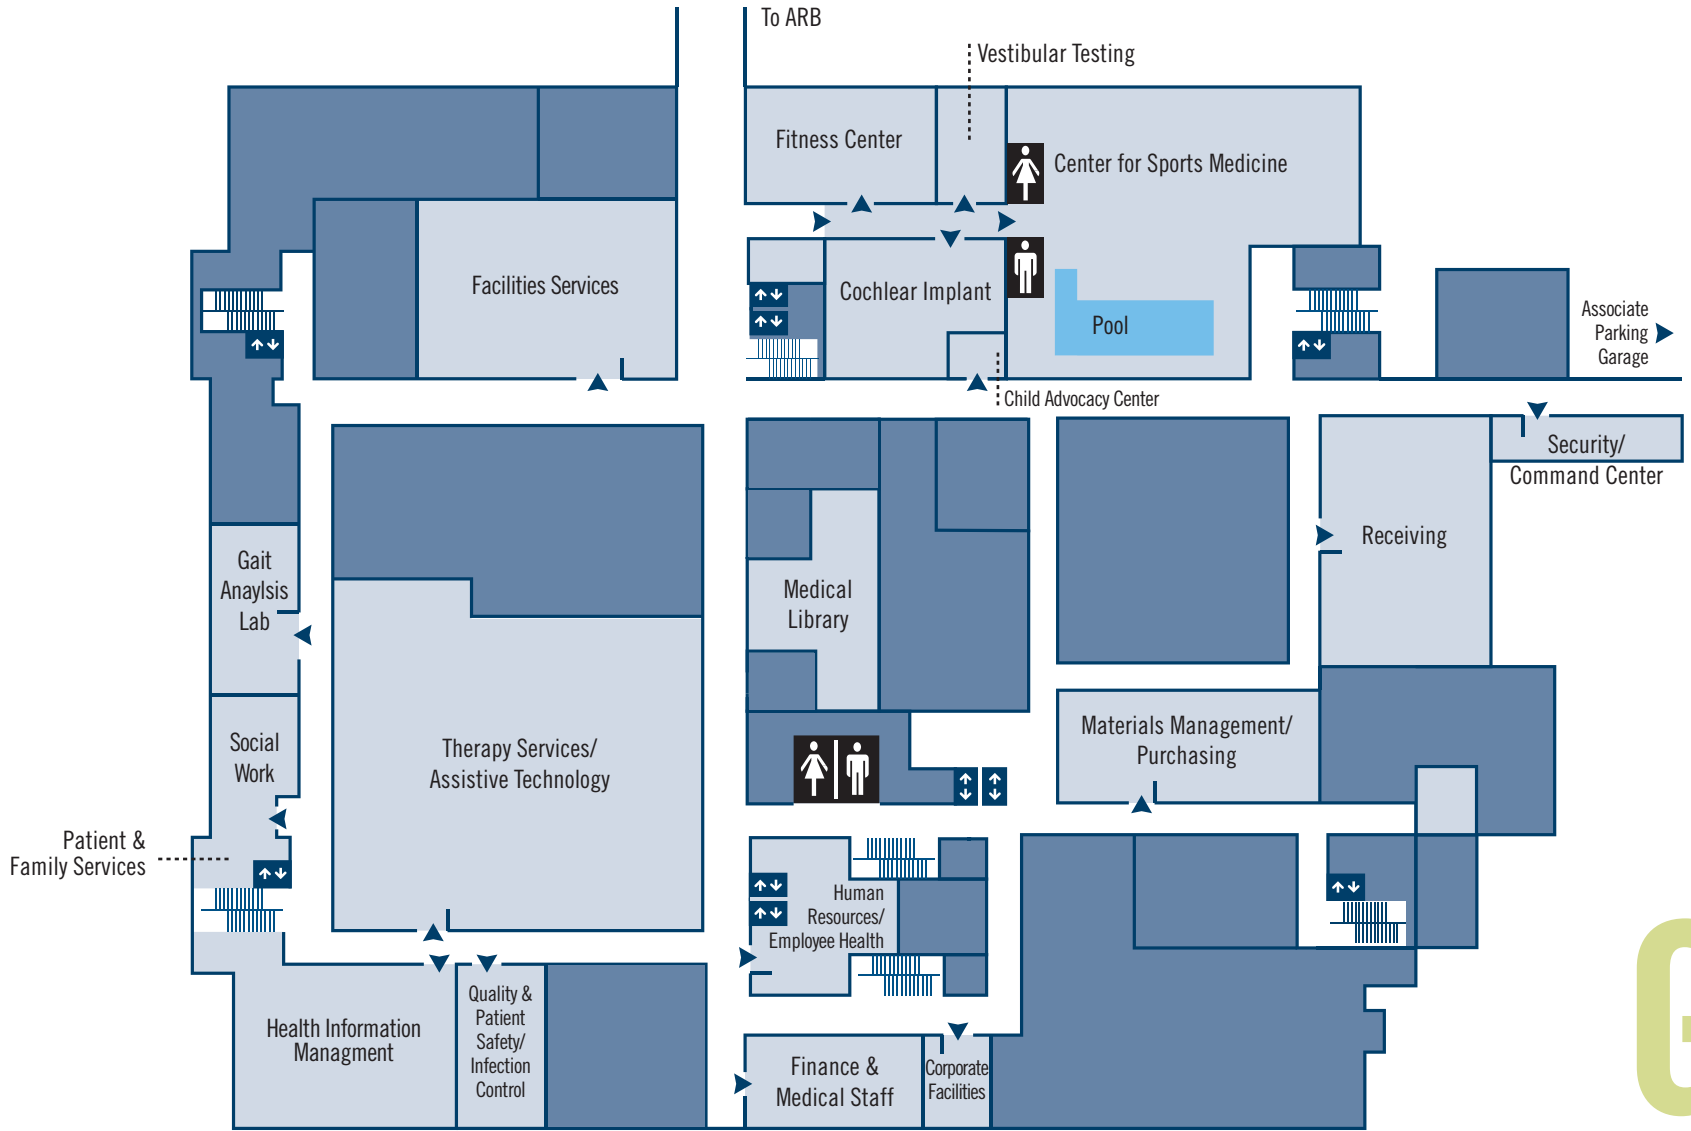 To ARB
Vestibular Testing
Fitness Center
Center for Sports Medicine
Facilities Services
Cochlear Implant
Pool
Associate
Parking
Garage
Child Advocacy Center
Security/
Command Center
Receiving
Gait
Anaylsis
Lab
Medical
Library
Social
Work
Therapy Services/
Assistive Technology
Materials Management/
Purchasing
Patient &
Family Services
Human
Resources/
Employee Health
Health Information
Managment
Quality &
Patient
Safety/
Infection
Control
Finance &
Medical Staff
Corporate
Facilities
G